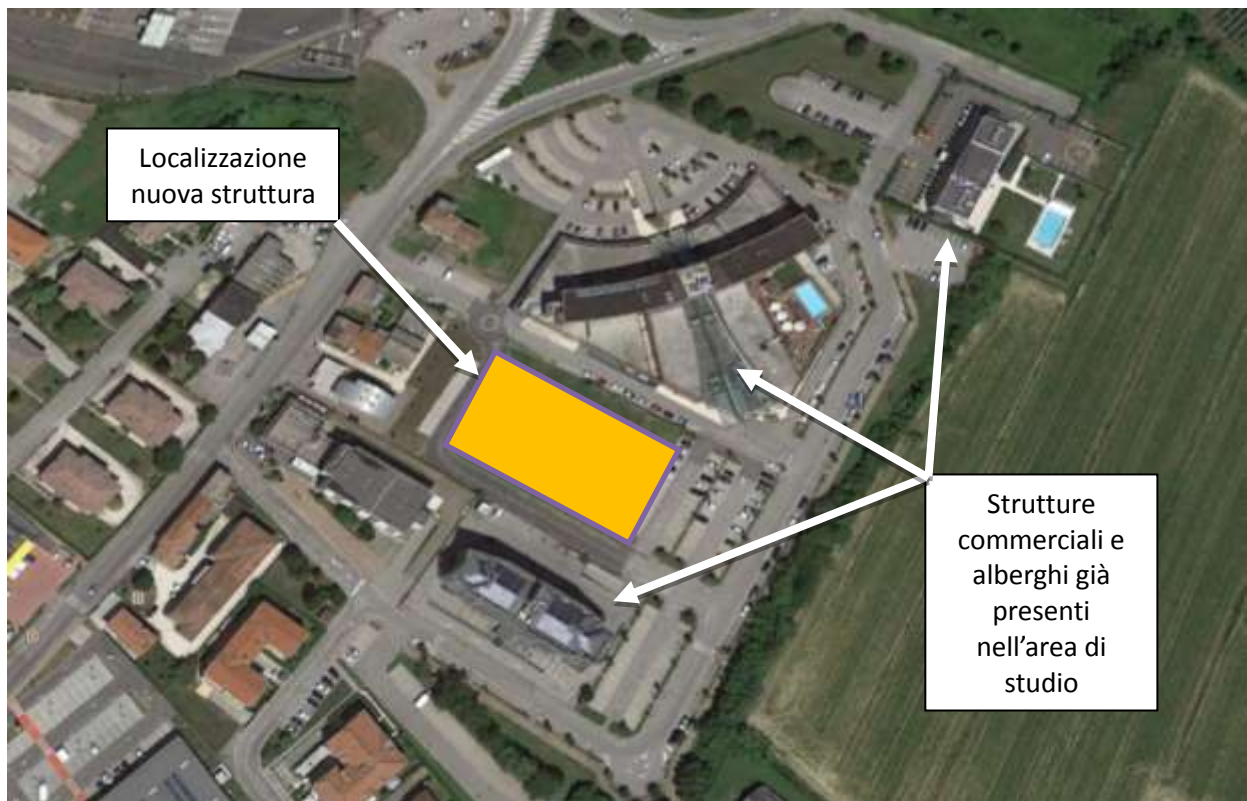 Localizzazione
nuova struttura
Strutture
commerciali e
alberghi già
presenti
nell'area di
studio